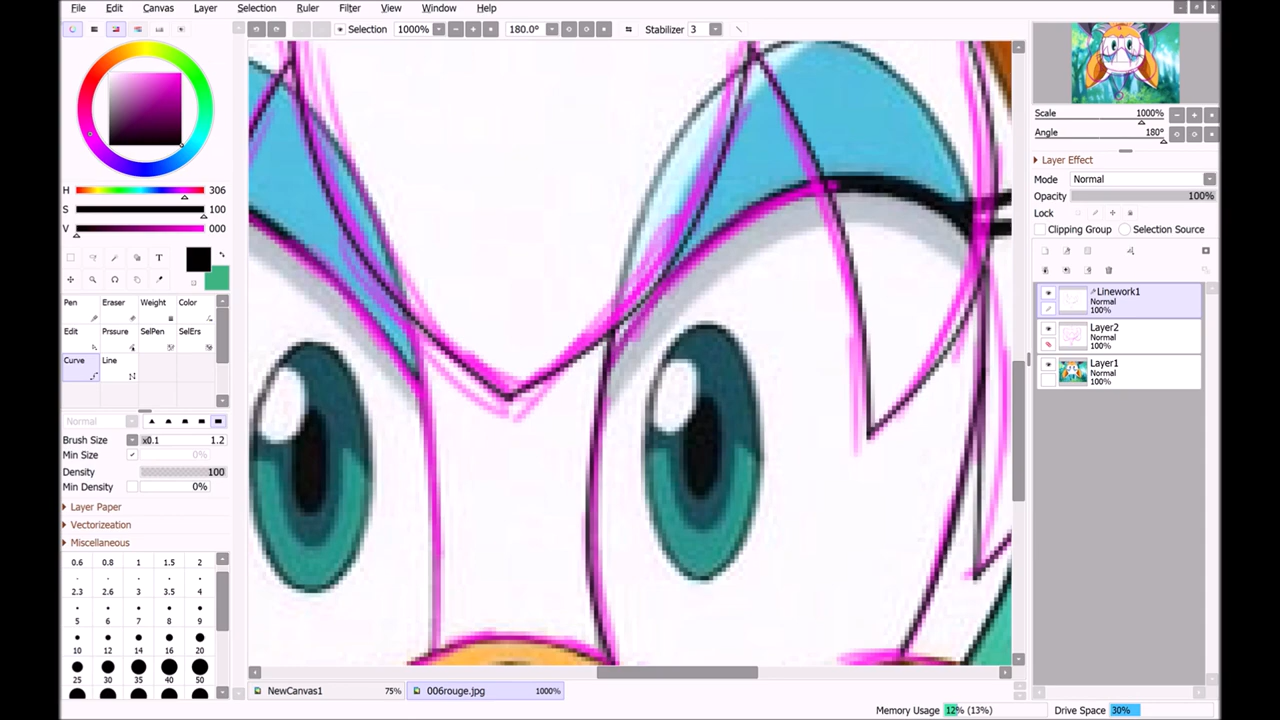 File Edit Canvas Layer Selection Ruler Filter View Window Help
Selection 1000% 180.0° Stabilizer 3
H 306
S 100
V 000
T
Pen Eraser Weight Color
Edit Prssure SelPen SelErs
Curve Line
Normal
Brush Size x0.1 1.2
Min Size 0%
Density 100
Min Density 0%
Layer Paper
Vectorizeation
Miscellaneous
0.6 0.8 1 1.5 2
2.3 2.6 3 3.5 4
5 6 7 8 9
10 12 14 16 20
25 30 35 40 50
NewCanvas1 75% 006rouge.jpg 1000%
Scale 1000%
Angle 180°
Layer Effect
Mode Normal
Opacity 100%
Lock
Clipping Group Selection Source
Linework1
Normal
100%
Layer2
Normal
100%
Layer1
Normal
100%
Memory Usage 12% (13%) Drive Space 30%